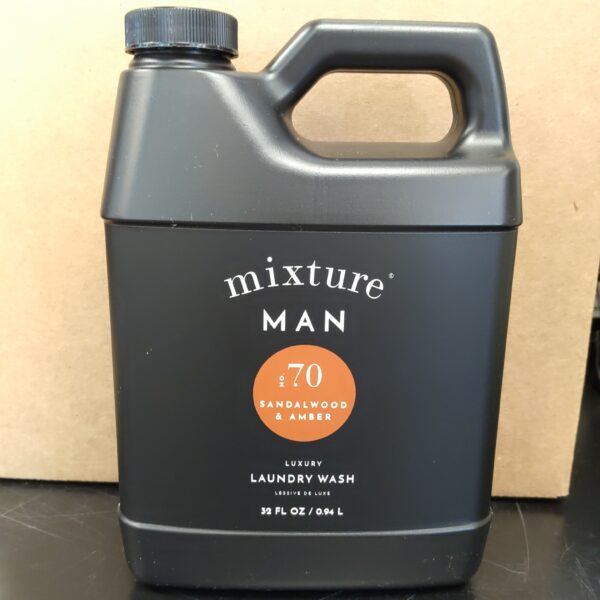 mixture®
MAN
NO. 70
SANDALWOOD
& AMBER
LUXURY
LAUNDRY WASH
LESSIVE DE LUXE
32 FL OZ / 0.94 L